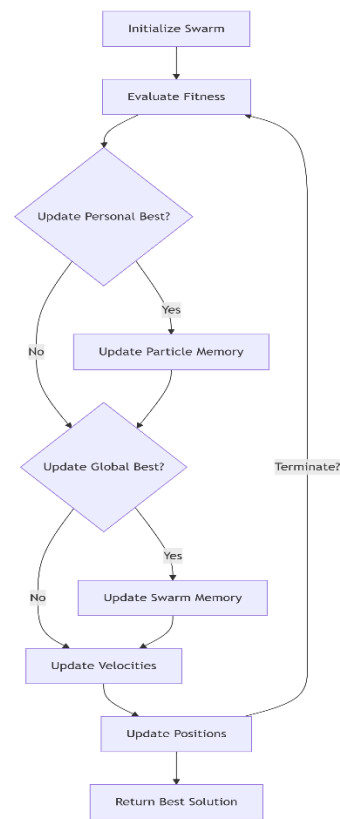 Initialize Swarm
Evaluate Fitness
Update Personal Best?
Yes
No
Update Particle Memory
Update Global Best?
Terminate?
Yes
No
Update Swarm Memory
Update Velocities
Update Positions
Return Best Solution